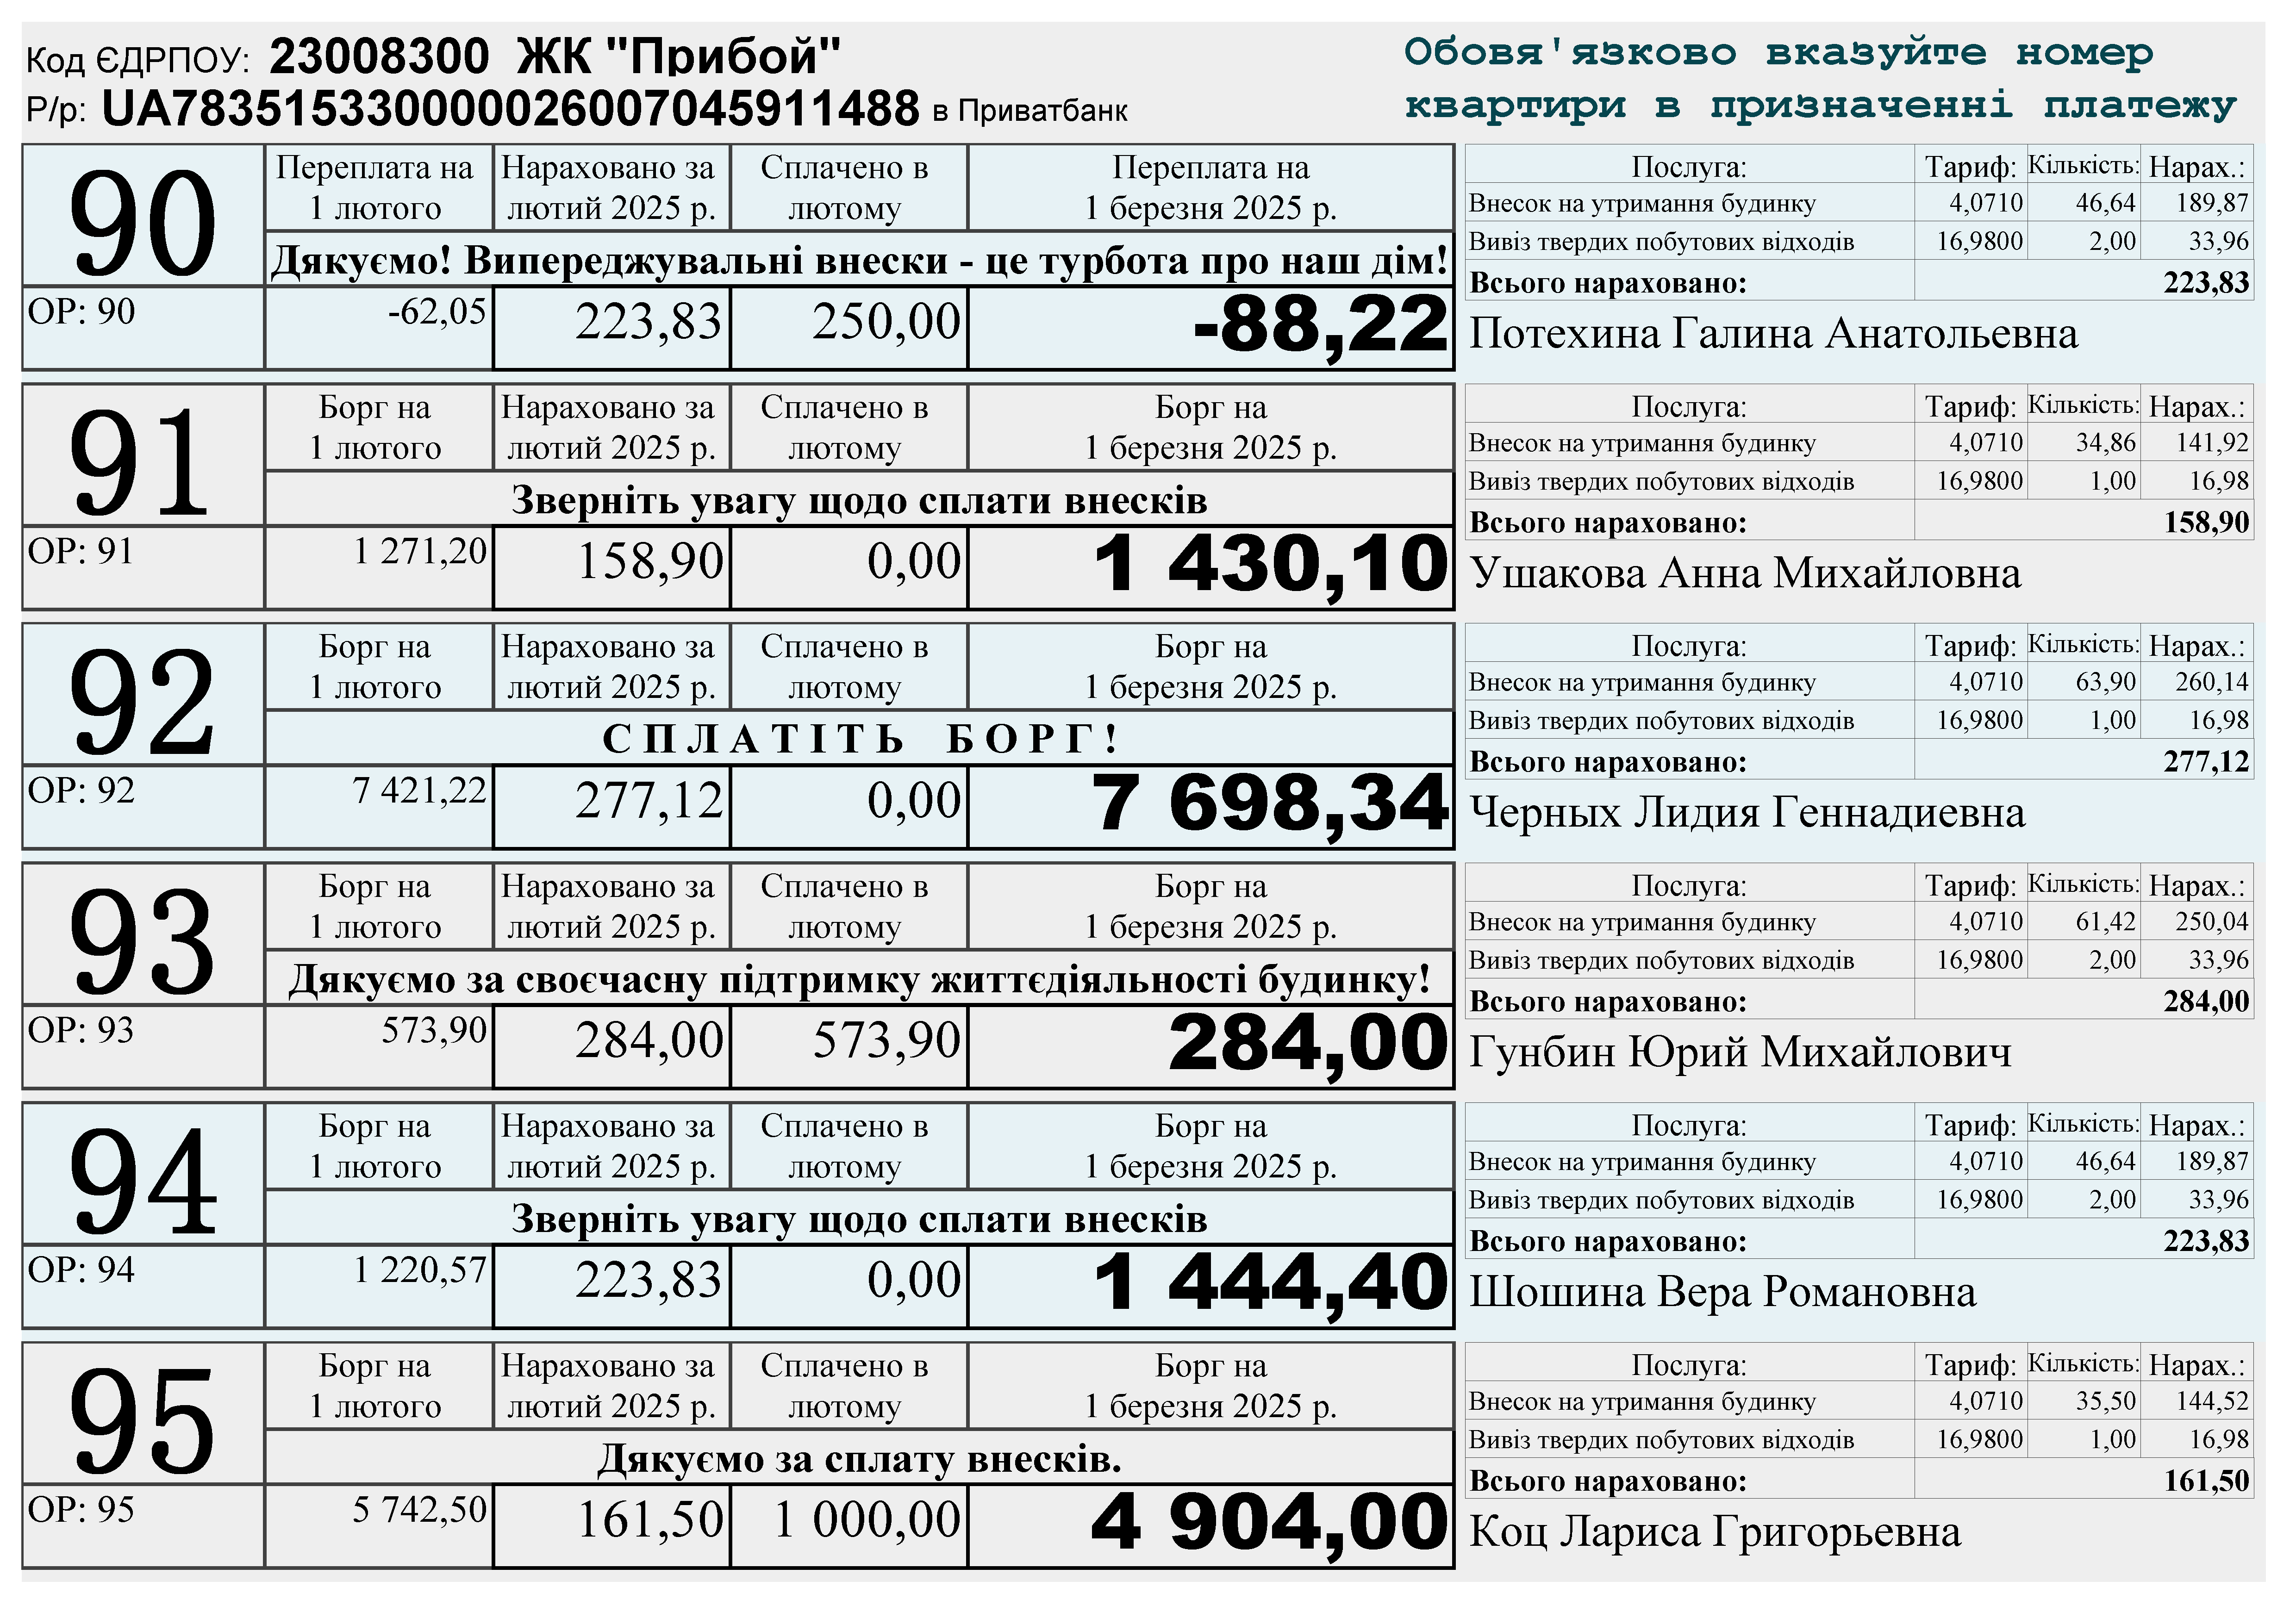 Код ЄДРПОУ: 23008300 ЖК "Прибой"
Р/р: UA783515330000026007045911488 в Приватбанк
Обовя'язково вказуйте номер
квартири в призначенні платежу
90
Переплата на 1 лютого Нараховано за лютий 2025 р. Сплачено в лютому Переплата на 1 березня 2025 р.
Дякуємо! Випереджувальні внески - це турбота про наш дім!
ОР: 90 -62,05 223,83 250,00 -88,22
Послуга: Тариф: Кількість: Нарах.:
Внесок на утримання будинку 4,0710 46,64 189,87
Вивіз твердих побутових відходів 16,9800 2,00 33,96
Всього нараховано: 223,83
Потехина Галина Анатольевна
91
Борг на 1 лютого Нараховано за лютий 2025 р. Сплачено в лютому Борг на 1 березня 2025 р.
Зверніть увагу щодо сплати внесків
ОР: 91 1 271,20 158,90 0,00 1 430,10
Послуга: Тариф: Кількість: Нарах.:
Внесок на утримання будинку 4,0710 34,86 141,92
Вивіз твердих побутових відходів 16,9800 1,00 16,98
Всього нараховано: 158,90
Ушакова Анна Михайловна
92
Борг на 1 лютого Нараховано за лютий 2025 р. Сплачено в лютому Борг на 1 березня 2025 р.
С П Л А Т І Т Ь Б О Р Г !
ОР: 92 7 421,22 277,12 0,00 7 698,34
Послуга: Тариф: Кількість: Нарах.:
Внесок на утримання будинку 4,0710 63,90 260,14
Вивіз твердих побутових відходів 16,9800 1,00 16,98
Всього нараховано: 277,12
Черных Лидия Геннадиевна
93
Борг на 1 лютого Нараховано за лютий 2025 р. Сплачено в лютому Борг на 1 березня 2025 р.
Дякуємо за своєчасну підтримку життєдіяльності будинку!
ОР: 93 573,90 284,00 573,90 284,00
Послуга: Тариф: Кількість: Нарах.:
Внесок на утримання будинку 4,0710 61,42 250,04
Вивіз твердих побутових відходів 16,9800 2,00 33,96
Всього нараховано: 284,00
Гунбин Юрий Михайлович
94
Борг на 1 лютого Нараховано за лютий 2025 р. Сплачено в лютому Борг на 1 березня 2025 р.
Зверніть увагу щодо сплати внесків
ОР: 94 1 220,57 223,83 0,00 1 444,40
Послуга: Тариф: Кількість: Нарах.:
Внесок на утримання будинку 4,0710 46,64 189,87
Вивіз твердих побутових відходів 16,9800 2,00 33,96
Всього нараховано: 223,83
Шошина Вера Романовна
95
Борг на 1 лютого Нараховано за лютий 2025 р. Сплачено в лютому Борг на 1 березня 2025 р.
Дякуємо за сплату внесків.
ОР: 95 5 742,50 161,50 1 000,00 4 904,00
Послуга: Тариф: Кількість: Нарах.:
Внесок на утримання будинку 4,0710 35,50 144,52
Вивіз твердих побутових відходів 16,9800 1,00 16,98
Всього нараховано: 161,50
Коц Лариса Григорьевна